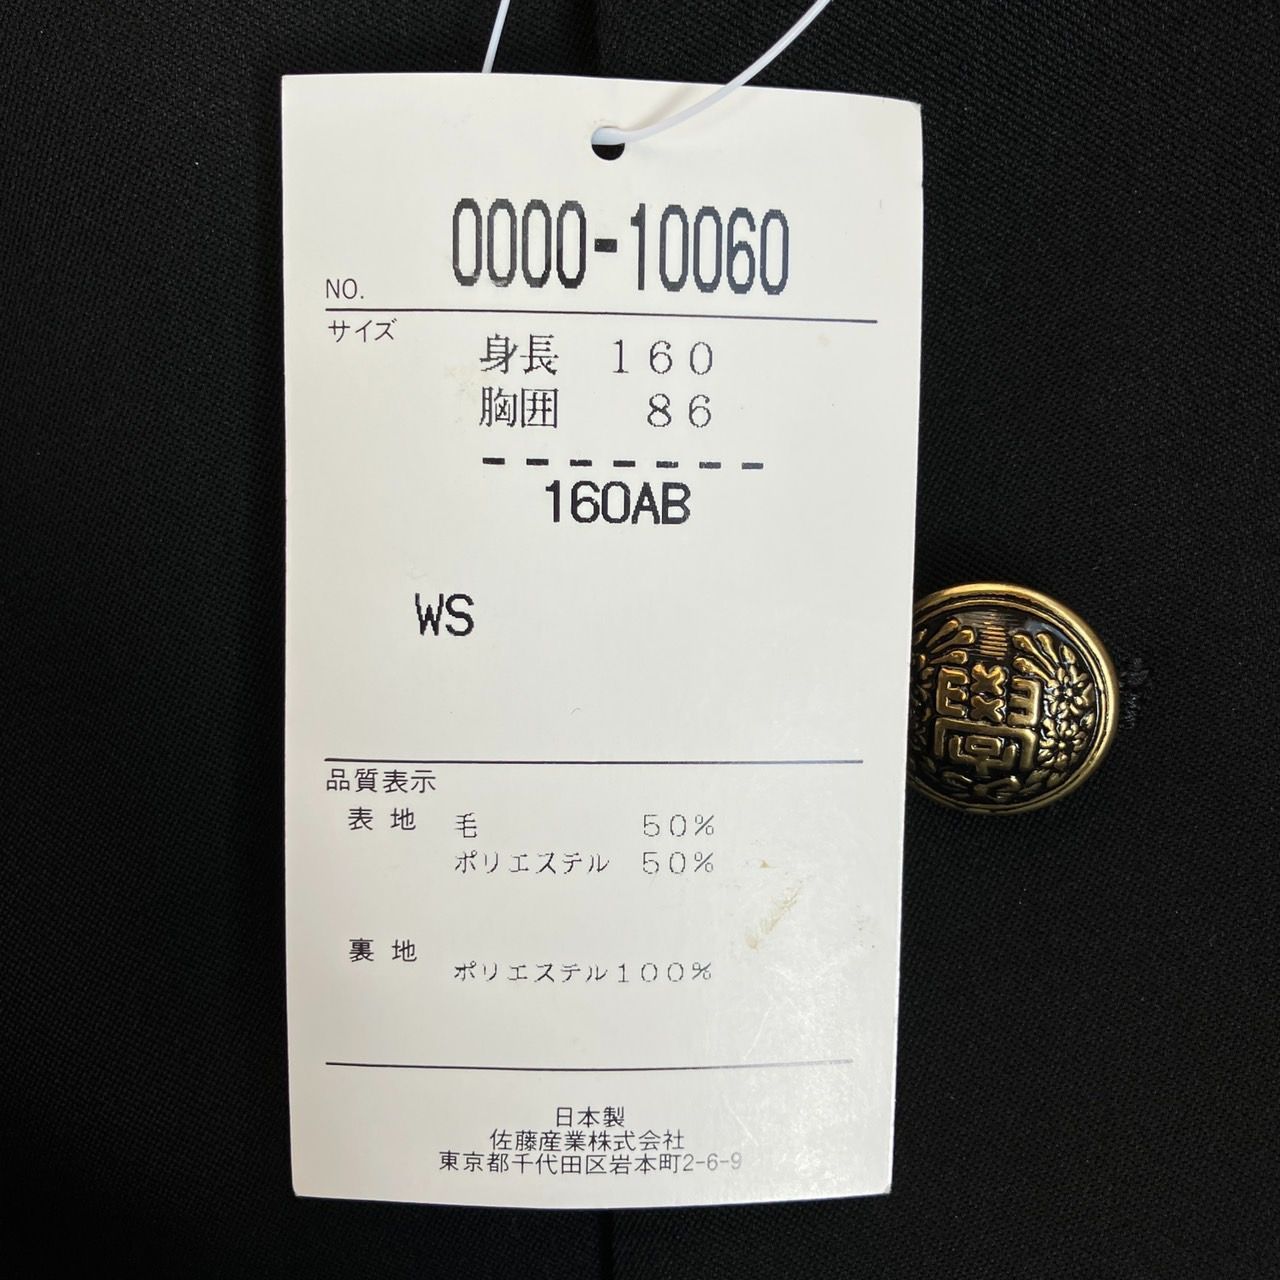 0000-10060
NO.
サイズ
身長 160
胸囲 86
-------
160AB
WS
品質表示
表地 毛 50%
ポリエステル 50%
裏地
ポリエステル100%
日本製
佐藤産業株式会社
東京都千代田区岩本町2-6-9